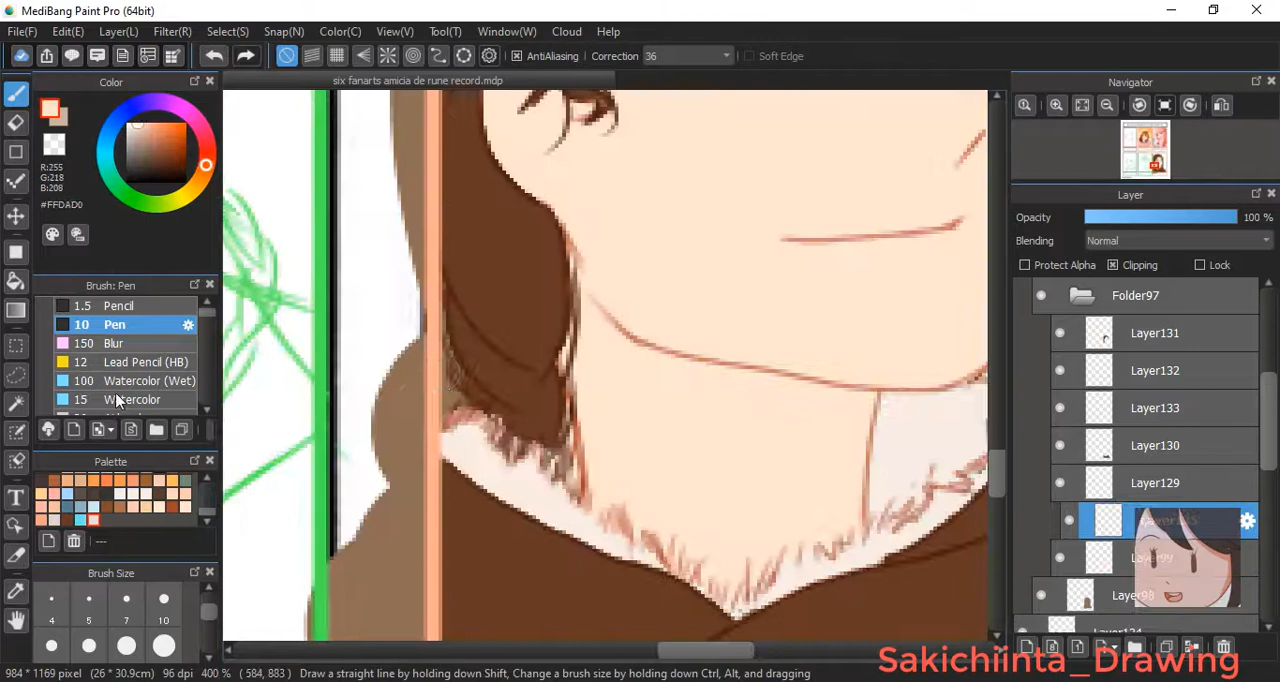 MediBang Paint Pro (64bit)
File(F) Edit(E) Layer(L) Filter(R) Select(S) Snap(N) Color(C) View(V) Tool(T) Window(W) Cloud Help
AntiAliasing Correction 36 Soft Edge
Color
six fanarts amicia de rune record.mdp
Navigator
R:255
G:218
B:208
#FFDAD0
Layer
Opacity 100 %
Blending Normal
Protect Alpha Clipping Lock
Brush: Pen
1.5 Pencil
10 Pen
150 Blur
12 Lead Pencil (HB)
100 Watercolor (Wet)
15 Watercolor
Folder97
Layer131
Layer132
Layer133
Layer130
Layer129
Layer98
Palette
---
Brush Size
4 5 7 10
T
Sakichiinta_Drawing
984 * 1169 pixel (26 * 30.9cm) 96 dpi 400 % ( 584, 883 ) Draw a straight line by holding down Shift, Change a brush size by holding down Ctrl, Alt, and dragging